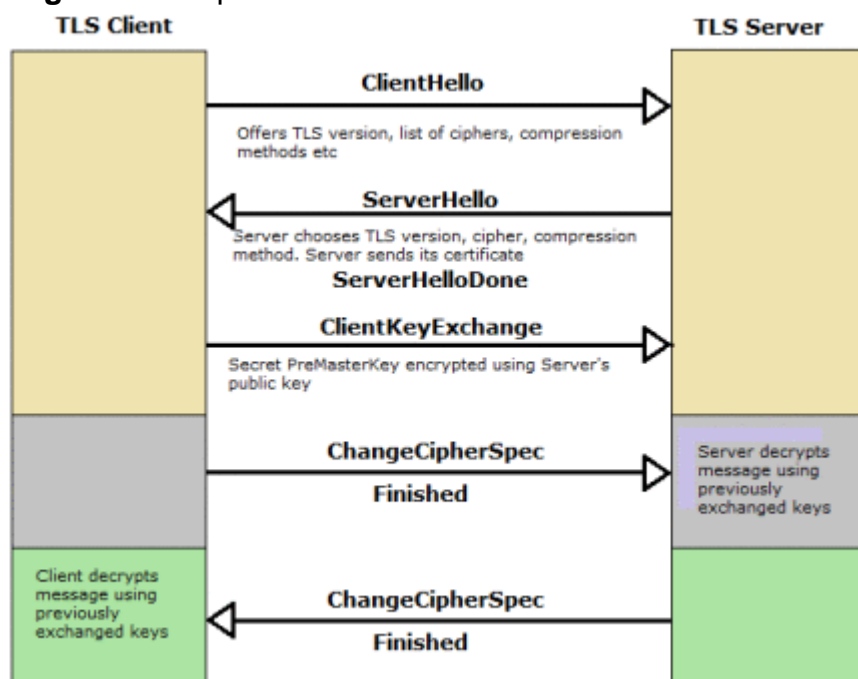 TLS Client
TLS Server
ClientHello
Offers TLS version, list of ciphers, compression
methods etc
ServerHello
Server chooses TLS version, cipher, compression
method. Server sends its certificate
ServerHelloDone
ClientKeyExchange
Secret PreMasterKey encrypted using Server's
public key
ChangeCipherSpec
Finished
Server decrypts
message using
previously
exchanged keys
Client decrypts
message using
previously
exchanged keys
ChangeCipherSpec
Finished